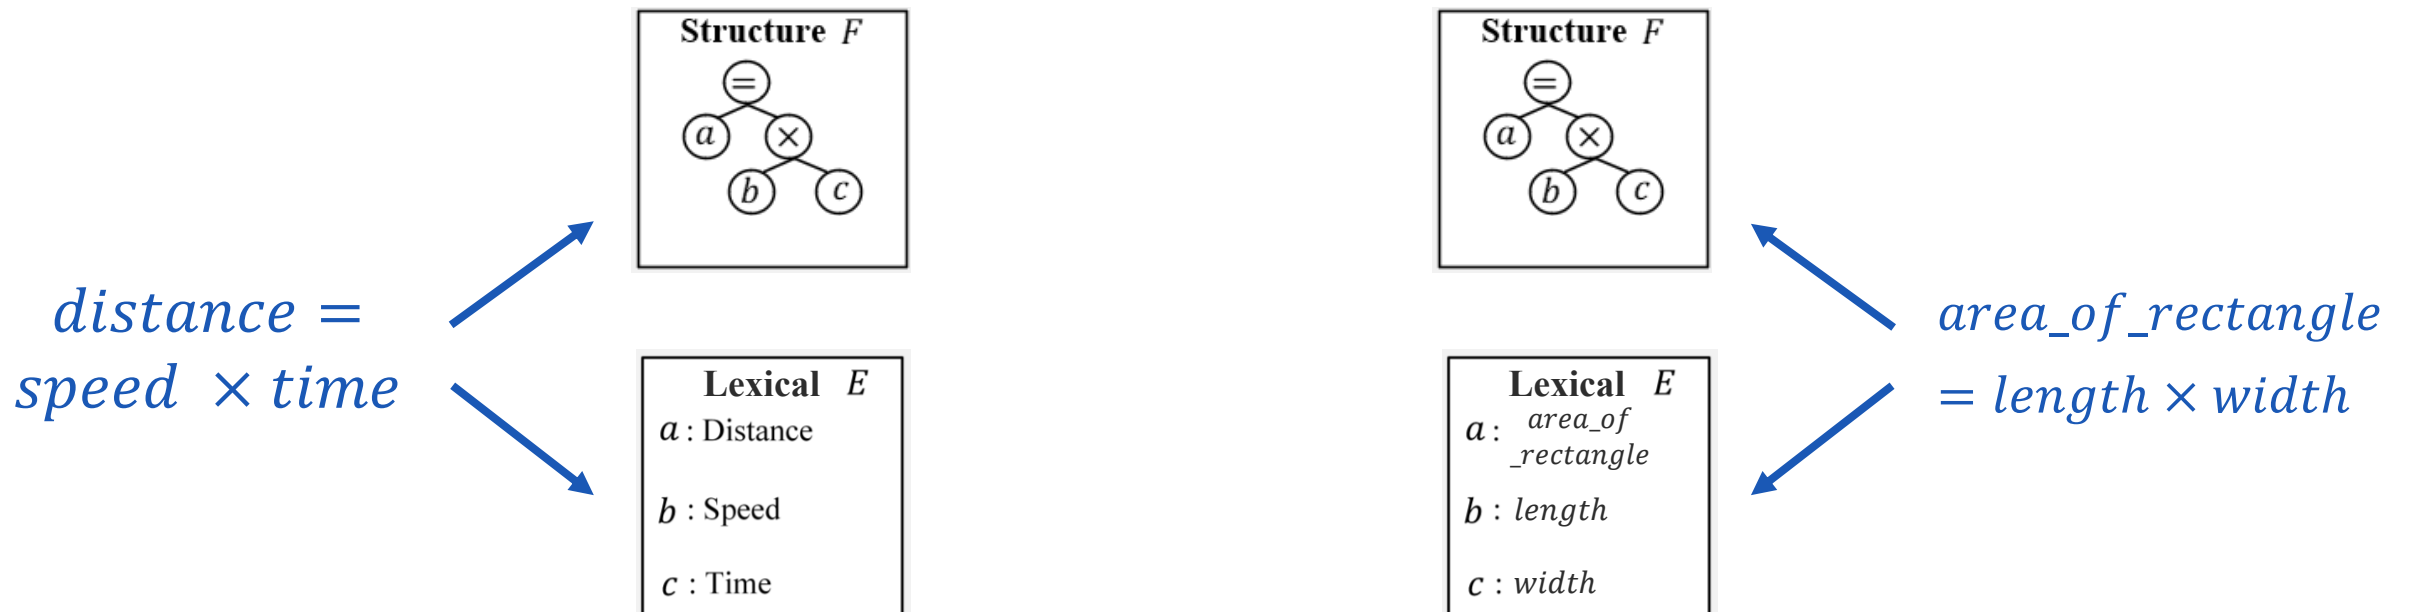 distance =
speed × time
Structure F
=
a ×
b c
Lexical E
a : Distance
b : Speed
c : Time
Structure F
=
a ×
b c
Lexical E
a : area_of
_rectangle
b : length
c : width
area_of_rectangle
= length × width